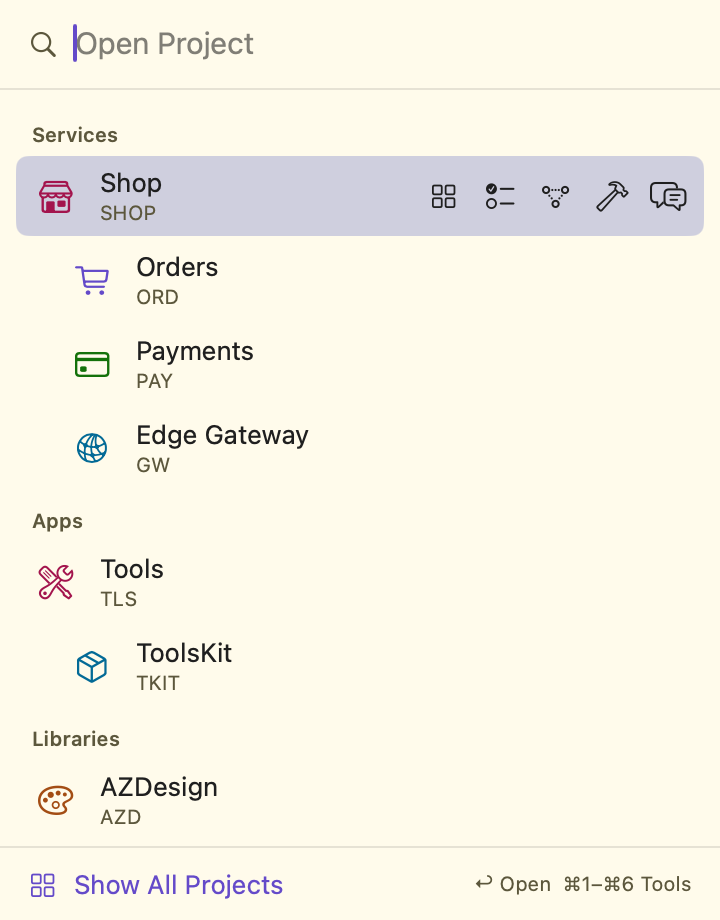 Open Project
Services
Shop
SHOP
Orders
ORD
Payments
PAY
Edge Gateway
GW
Apps
Tools
TLS
ToolsKit
TKIT
Libraries
AZDesign
AZD
Show All Projects
↩ Open ⌘1–⌘6 Tools